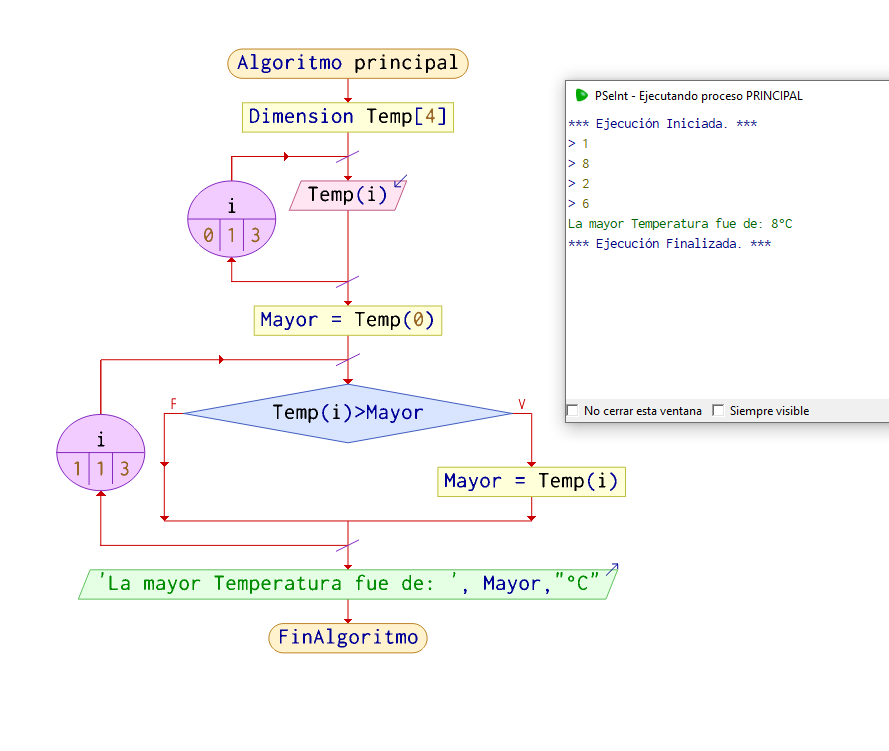 Algoritmo principal
Dimension Temp[4]
Temp(i)
i
0 1 3
Mayor = Temp(0)
F
V
Temp(i)>Mayor
i
1 1 3
Mayor = Temp(i)
'La mayor Temperatura fue de: ', Mayor,"°C"
FinAlgoritmo
PSeInt - Ejecutando proceso PRINCIPAL
*** Ejecución Iniciada. ***
> 1
> 8
> 2
> 6
La mayor Temperatura fue de: 8°C
*** Ejecución Finalizada. ***
No cerrar esta ventana
Siempre visible